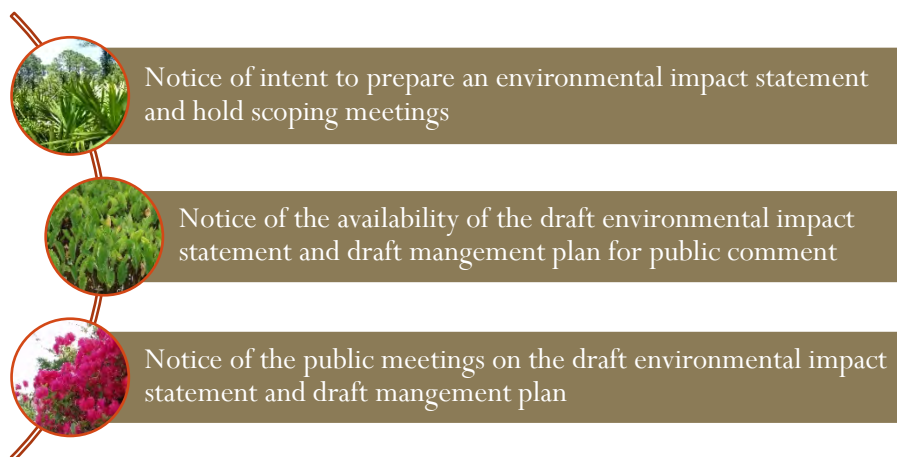 Notice of intent to prepare an environmental impact statement
and hold scoping meetings
Notice of the availability of the draft environmental impact
statement and draft mangement plan for public comment
Notice of the public meetings on the draft environmental impact
statement and draft mangement plan